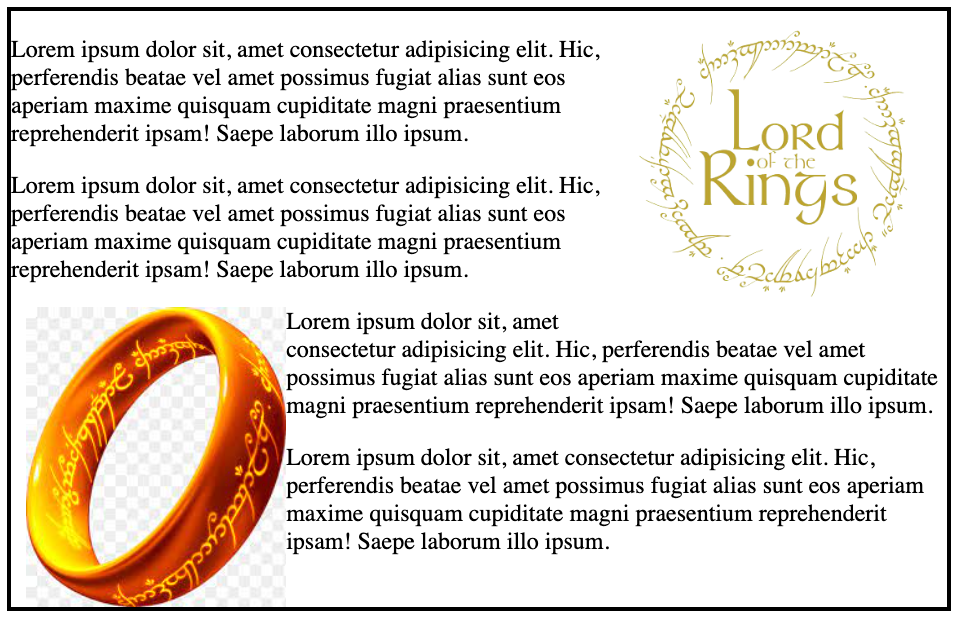 Lorem ipsum dolor sit, amet consectetur adipisicing elit. Hic,
perferendis beatae vel amet possimus fugiat alias sunt eos
aperiam maxime quisquam cupiditate magni praesentium
reprehenderit ipsam! Saepe laborum illo ipsum.
Lord
of the
Rings
Lorem ipsum dolor sit, amet consectetur adipisicing elit. Hic,
perferendis beatae vel amet possimus fugiat alias sunt eos
aperiam maxime quisquam cupiditate magni praesentium
reprehenderit ipsam! Saepe laborum illo ipsum.
Lorem ipsum dolor sit, amet
consectetur adipisicing elit. Hic, perferendis beatae vel amet
possimus fugiat alias sunt eos aperiam maxime quisquam cupiditate
magni praesentium reprehenderit ipsam! Saepe laborum illo ipsum.
Lorem ipsum dolor sit, amet consectetur adipisicing elit. Hic,
perferendis beatae vel amet possimus fugiat alias sunt eos aperiam
maxime quisquam cupiditate magni praesentium reprehenderit
ipsam! Saepe laborum illo ipsum.